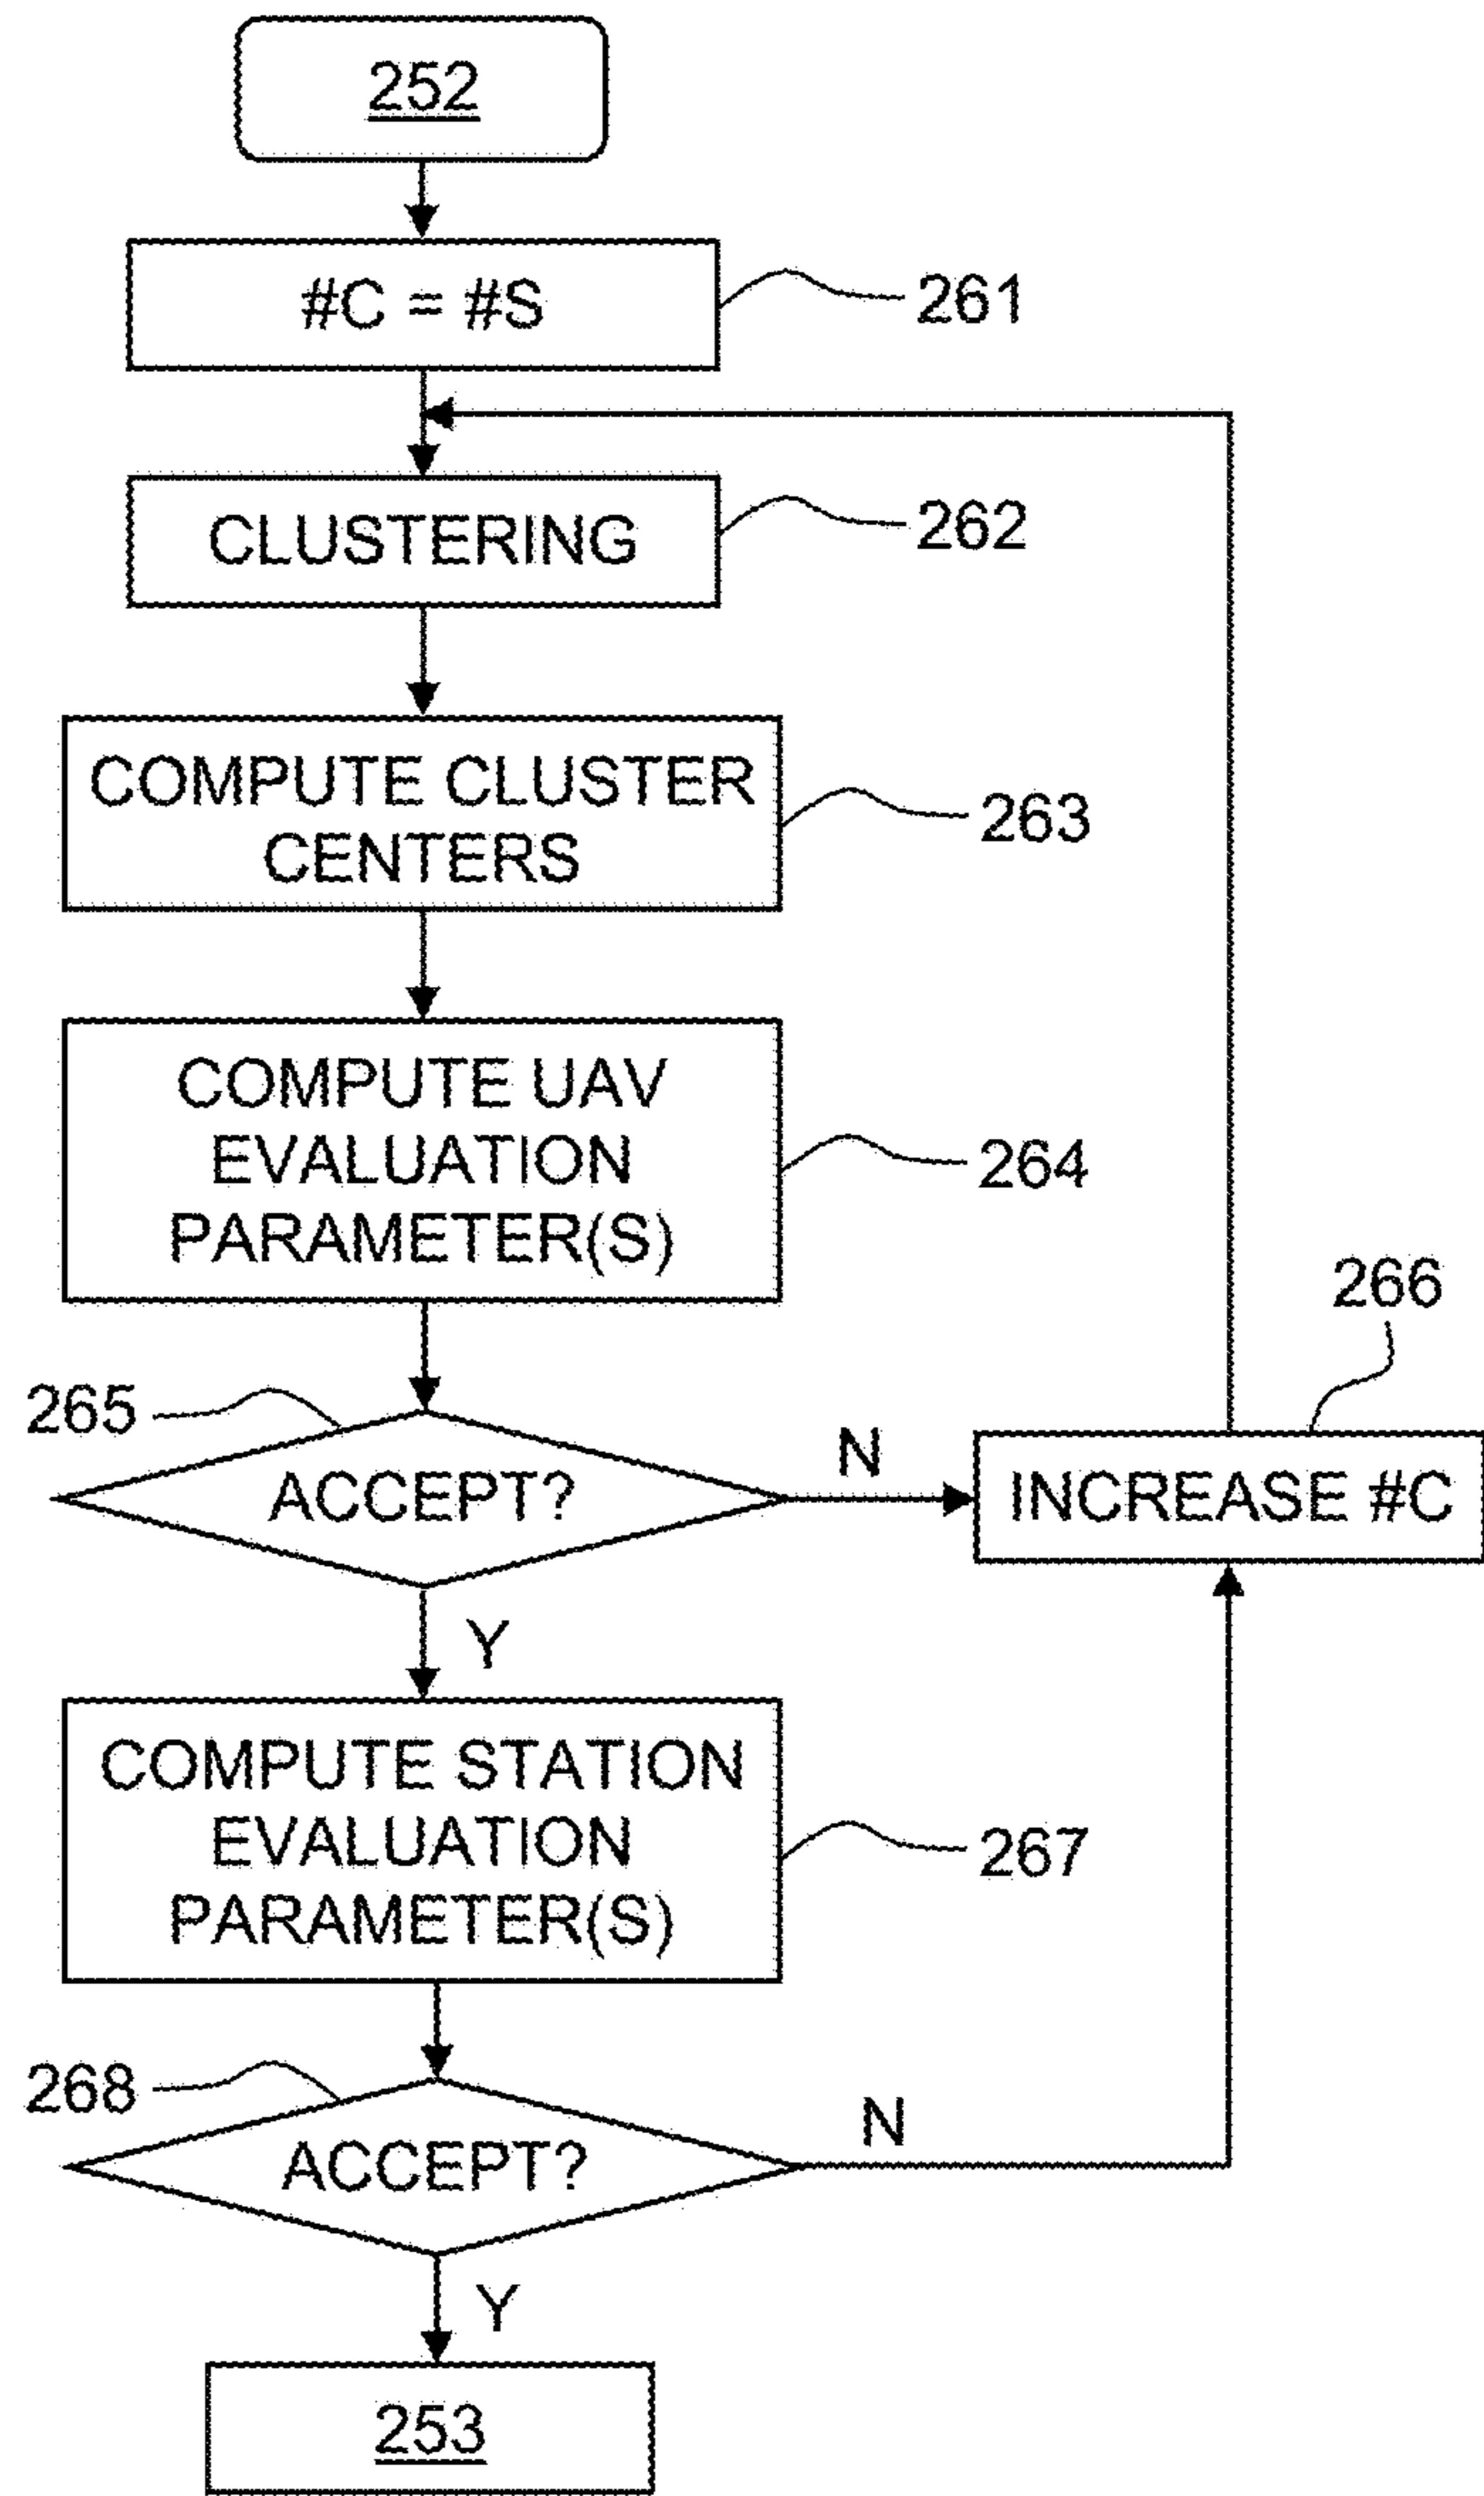 252
#C = #S
261
CLUSTERING
262
COMPUTE CLUSTER
CENTERS
263
COMPUTE UAV
EVALUATION
PARAMETER(S)
264
266
265
ACCEPT?
N
INCREASE #C
Y
COMPUTE STATION
EVALUATION
PARAMETER(S)
267
268
ACCEPT?
N
Y
253